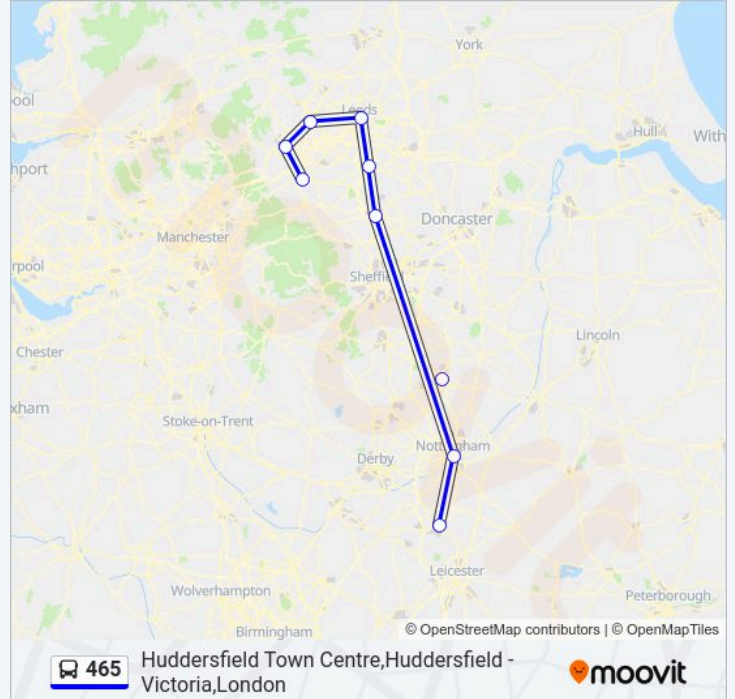 York
ool
Leeds
Hull
With
hport
Doncaster
Manchester
rpool
Sheffield
Lincoln
Chester
xham
Stoke-on-Trent
Nottingham
Derby
Leicester
Wolverhampton
Peterborough
Birmingham
© OpenStreetMap contributors | © OpenMapTiles
465 Huddersfield Town Centre,Huddersfield -
Victoria,London
moovit